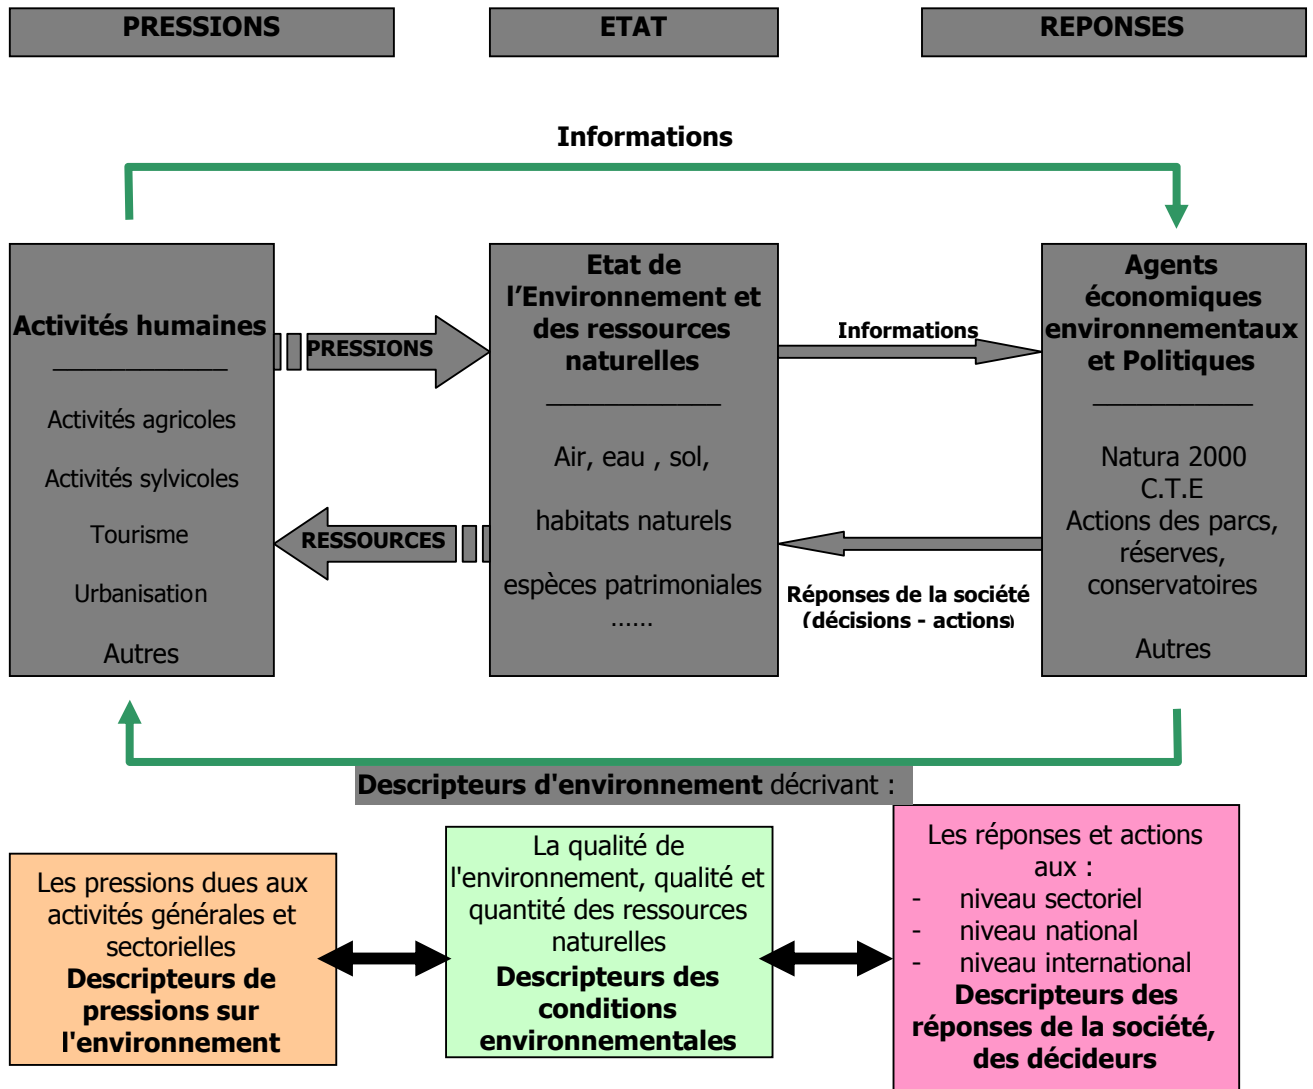 PRESSIONS
ETAT
REPONSES
Informations
Activités humaines
____________
Activités agricoles
Activités sylvicoles
Tourisme
Urbanisation
Autres
PRESSIONS
RESSOURCES
Etat de
l'Environnement et
des ressources
naturelles
____________
Air, eau , sol,
habitats naturels
espèces patrimoniales
......
Informations
Réponses de la société
(décisions - actions)
Agents
économiques
environnementaux
et Politiques
___________
Natura 2000
C.T.E
Actions des parcs,
réserves,
conservatoires
Autres
Descripteurs d'environnement décrivant :
Les pressions dues aux
activités générales et
sectorielles
Descripteurs de
pressions sur
l'environnement
La qualité de
l'environnement, qualité et
quantité des ressources
naturelles
Descripteurs des
conditions
environnementales
Les réponses et actions
aux :
- niveau sectoriel
- niveau national
- niveau international
Descripteurs des
réponses de la société,
des décideurs